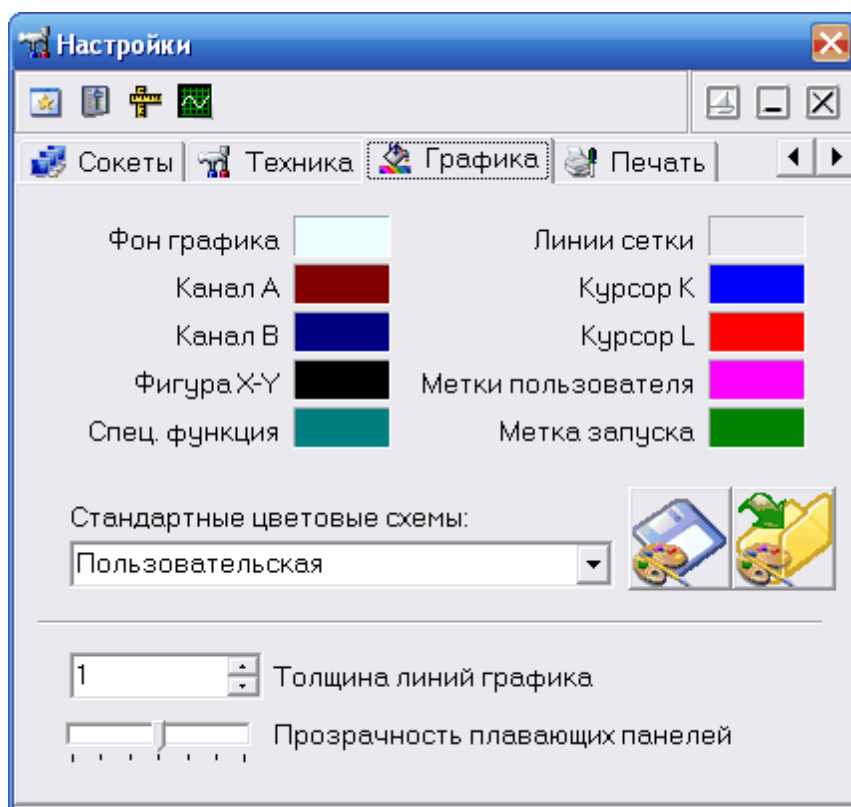 Настройки
Сокеты Техника Графика Печать
Фон графика Линии сетки
Канал A Курсор K
Канал B Курсор L
Фигура X-Y Метки пользователя
Спец. функция Метка запуска
Стандартные цветовые схемы:
Пользовательская
1 Толщина линий графика
Прозрачность плавающих панелей